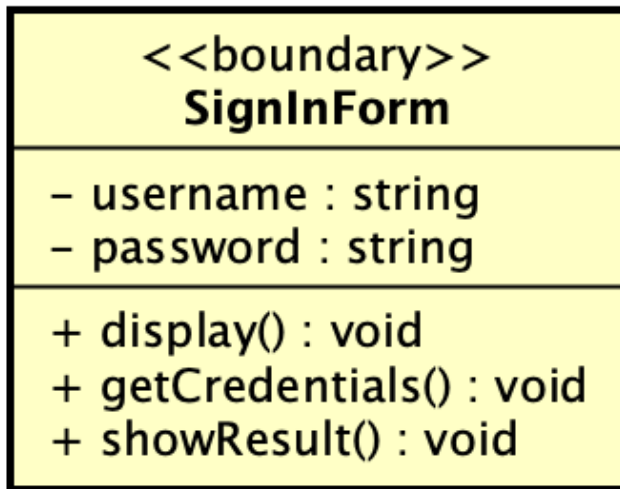 <<boundary>>
SignInForm
– username : string
– password : string
+ display() : void
+ getCredentials() : void
+ showResult() : void